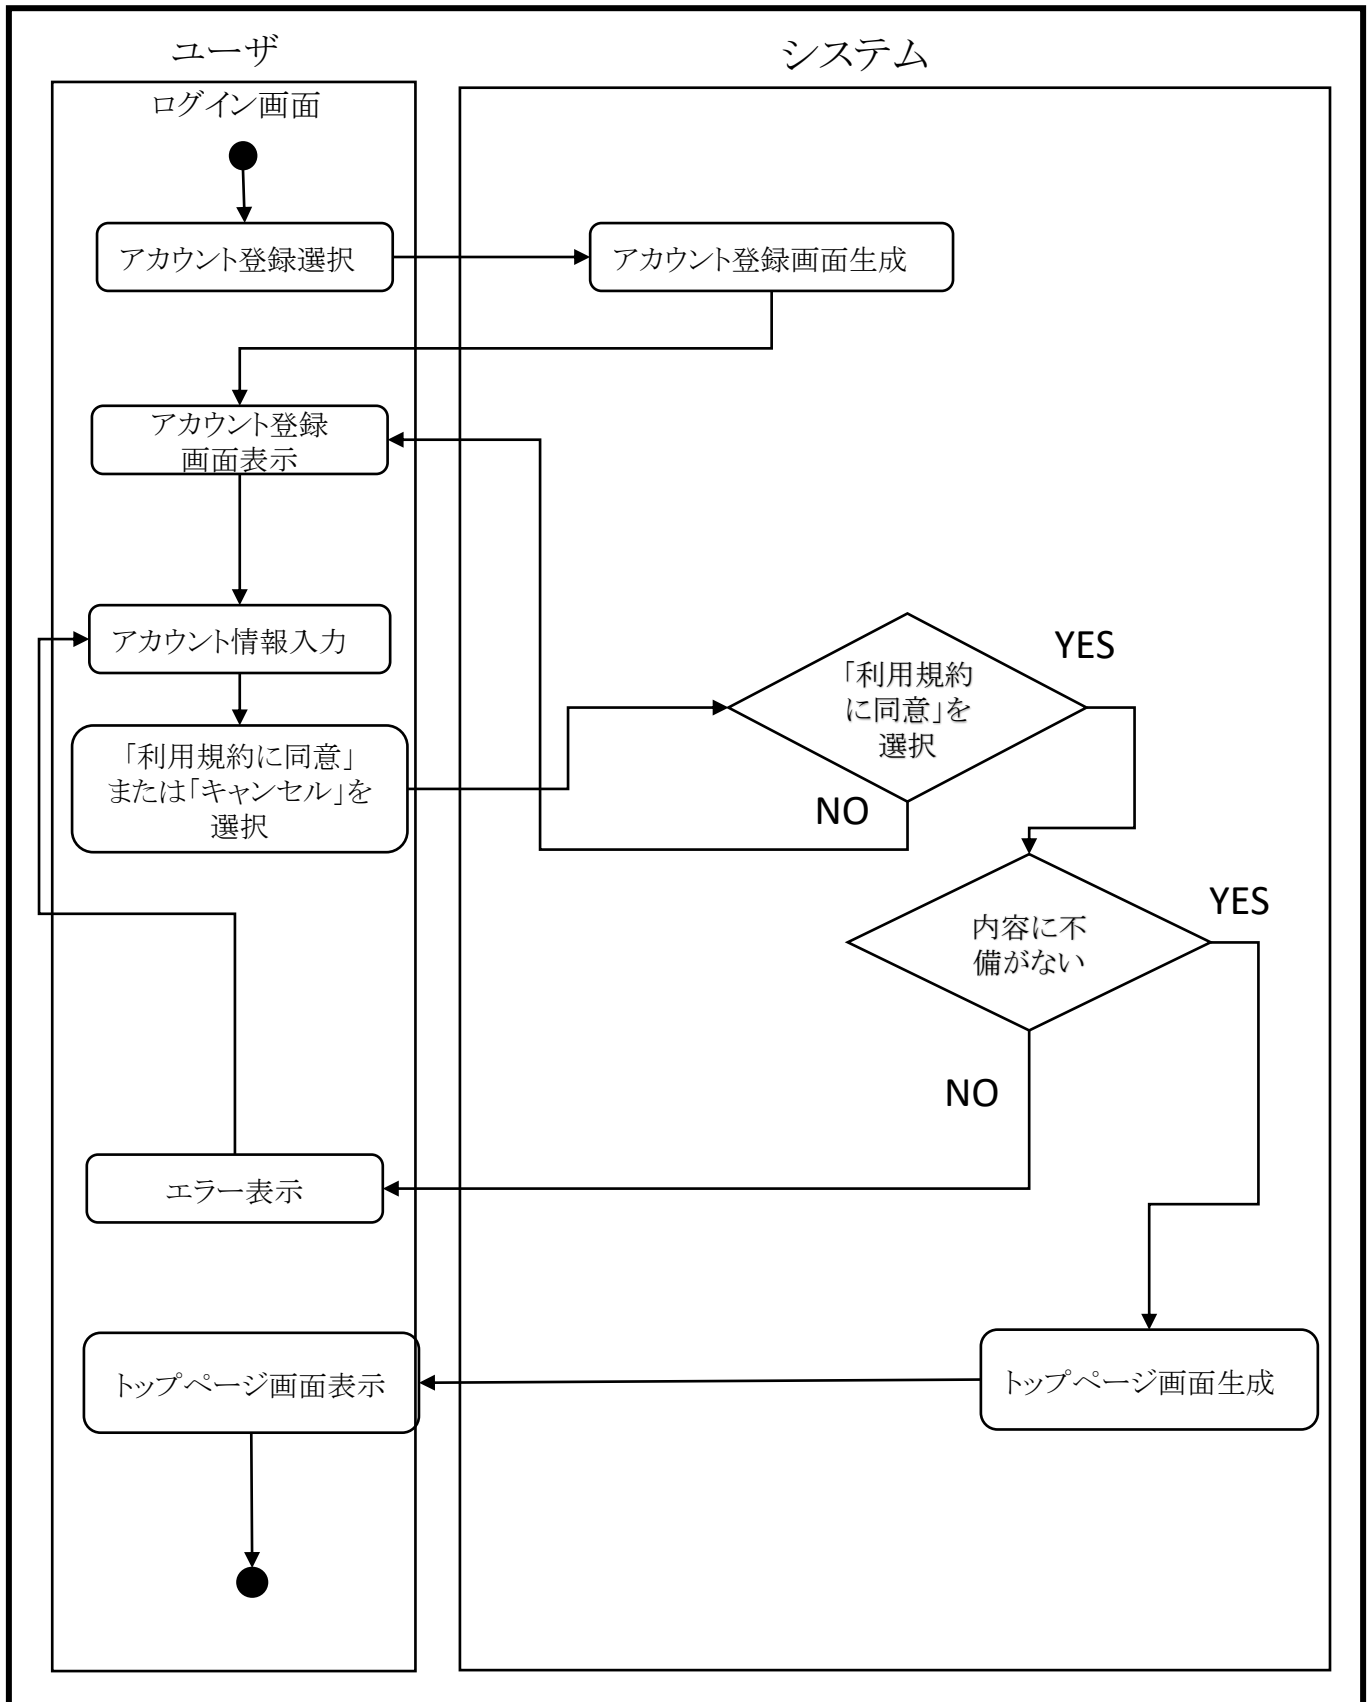 ユーザ
システム
ログイン画面
アカウント登録選択
アカウント登録画面生成
アカウント登録
画面表示
アカウント情報入力
「利用規約に同意」
または「キャンセル」を
選択
「利用規約
に同意」を
選択
YES
NO
内容に不
備がない
YES
NO
エラー表示
トップページ画面生成
トップページ画面表示